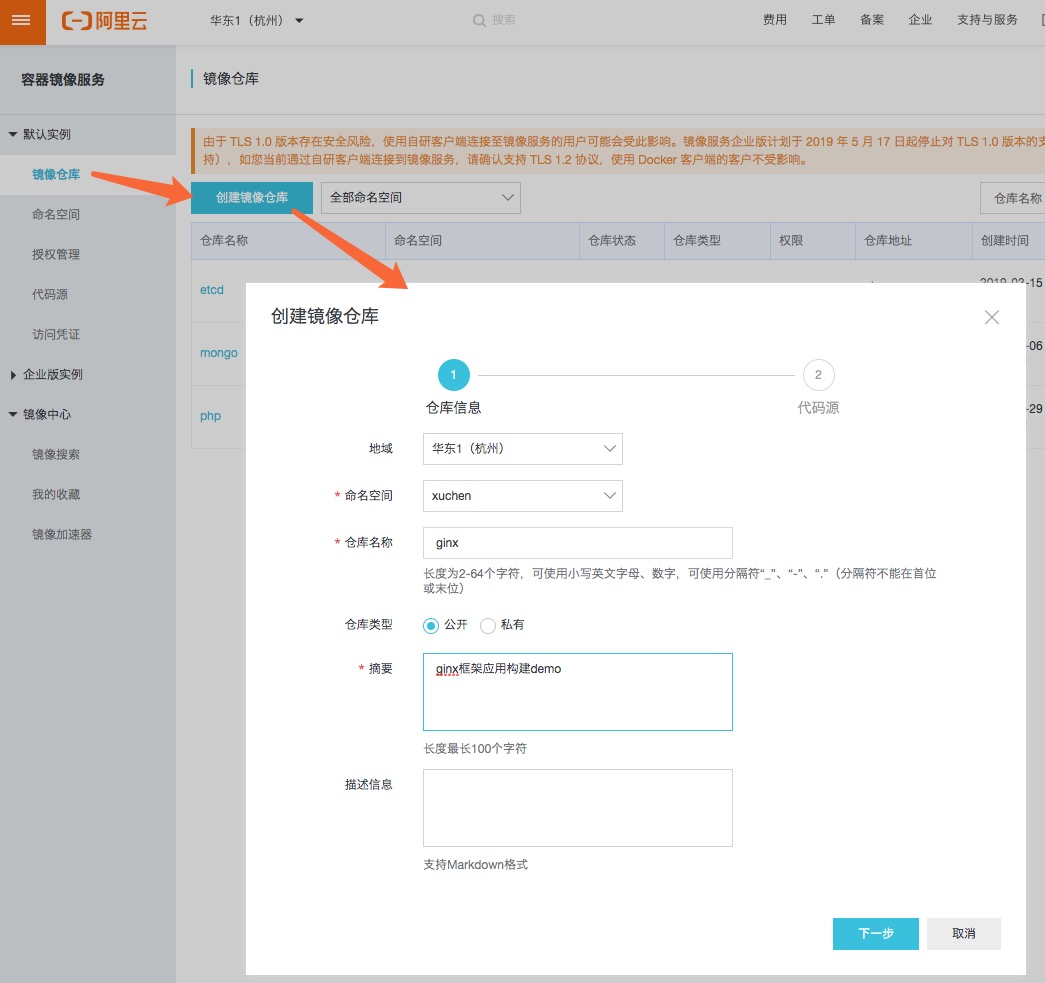 阿里云
华东1（杭州）
搜索
费用
工单
备案
企业
支持与服务
容器镜像服务
默认实例
镜像仓库
命名空间
授权管理
代码源
访问凭证
企业版实例
镜像中心
镜像搜索
我的收藏
镜像加速器
镜像仓库
由于 TLS 1.0 版本存在安全风险，使用自研客户端连接至镜像服务的用户可能会受此影响。镜像服务企业版计划于 2019 年 5 月 17 日起停止对 TLS 1.0 版本的支
持），如您当前通过自研客户端连接到镜像服务，请确认支持 TLS 1.2 协议，使用 Docker 客户端的客户不受影响。
创建镜像仓库
全部命名空间
仓库名称
仓库名称
命名空间
仓库状态
仓库类型
权限
仓库地址
创建时间
etcd
2019-03-15
mongo
-06
php
-29
创建镜像仓库
1
2
仓库信息
代码源
地域
华东1（杭州）
* 命名空间
xuchen
* 仓库名称
ginx
长度为2-64个字符，可使用小写英文字母、数字，可使用分隔符“_”、“-”、“.”（分隔符不能在首位
或末位）
仓库类型
公开
私有
* 摘要
ginx框架应用构建demo
长度最长100个字符
描述信息
支持Markdown格式
下一步
取消